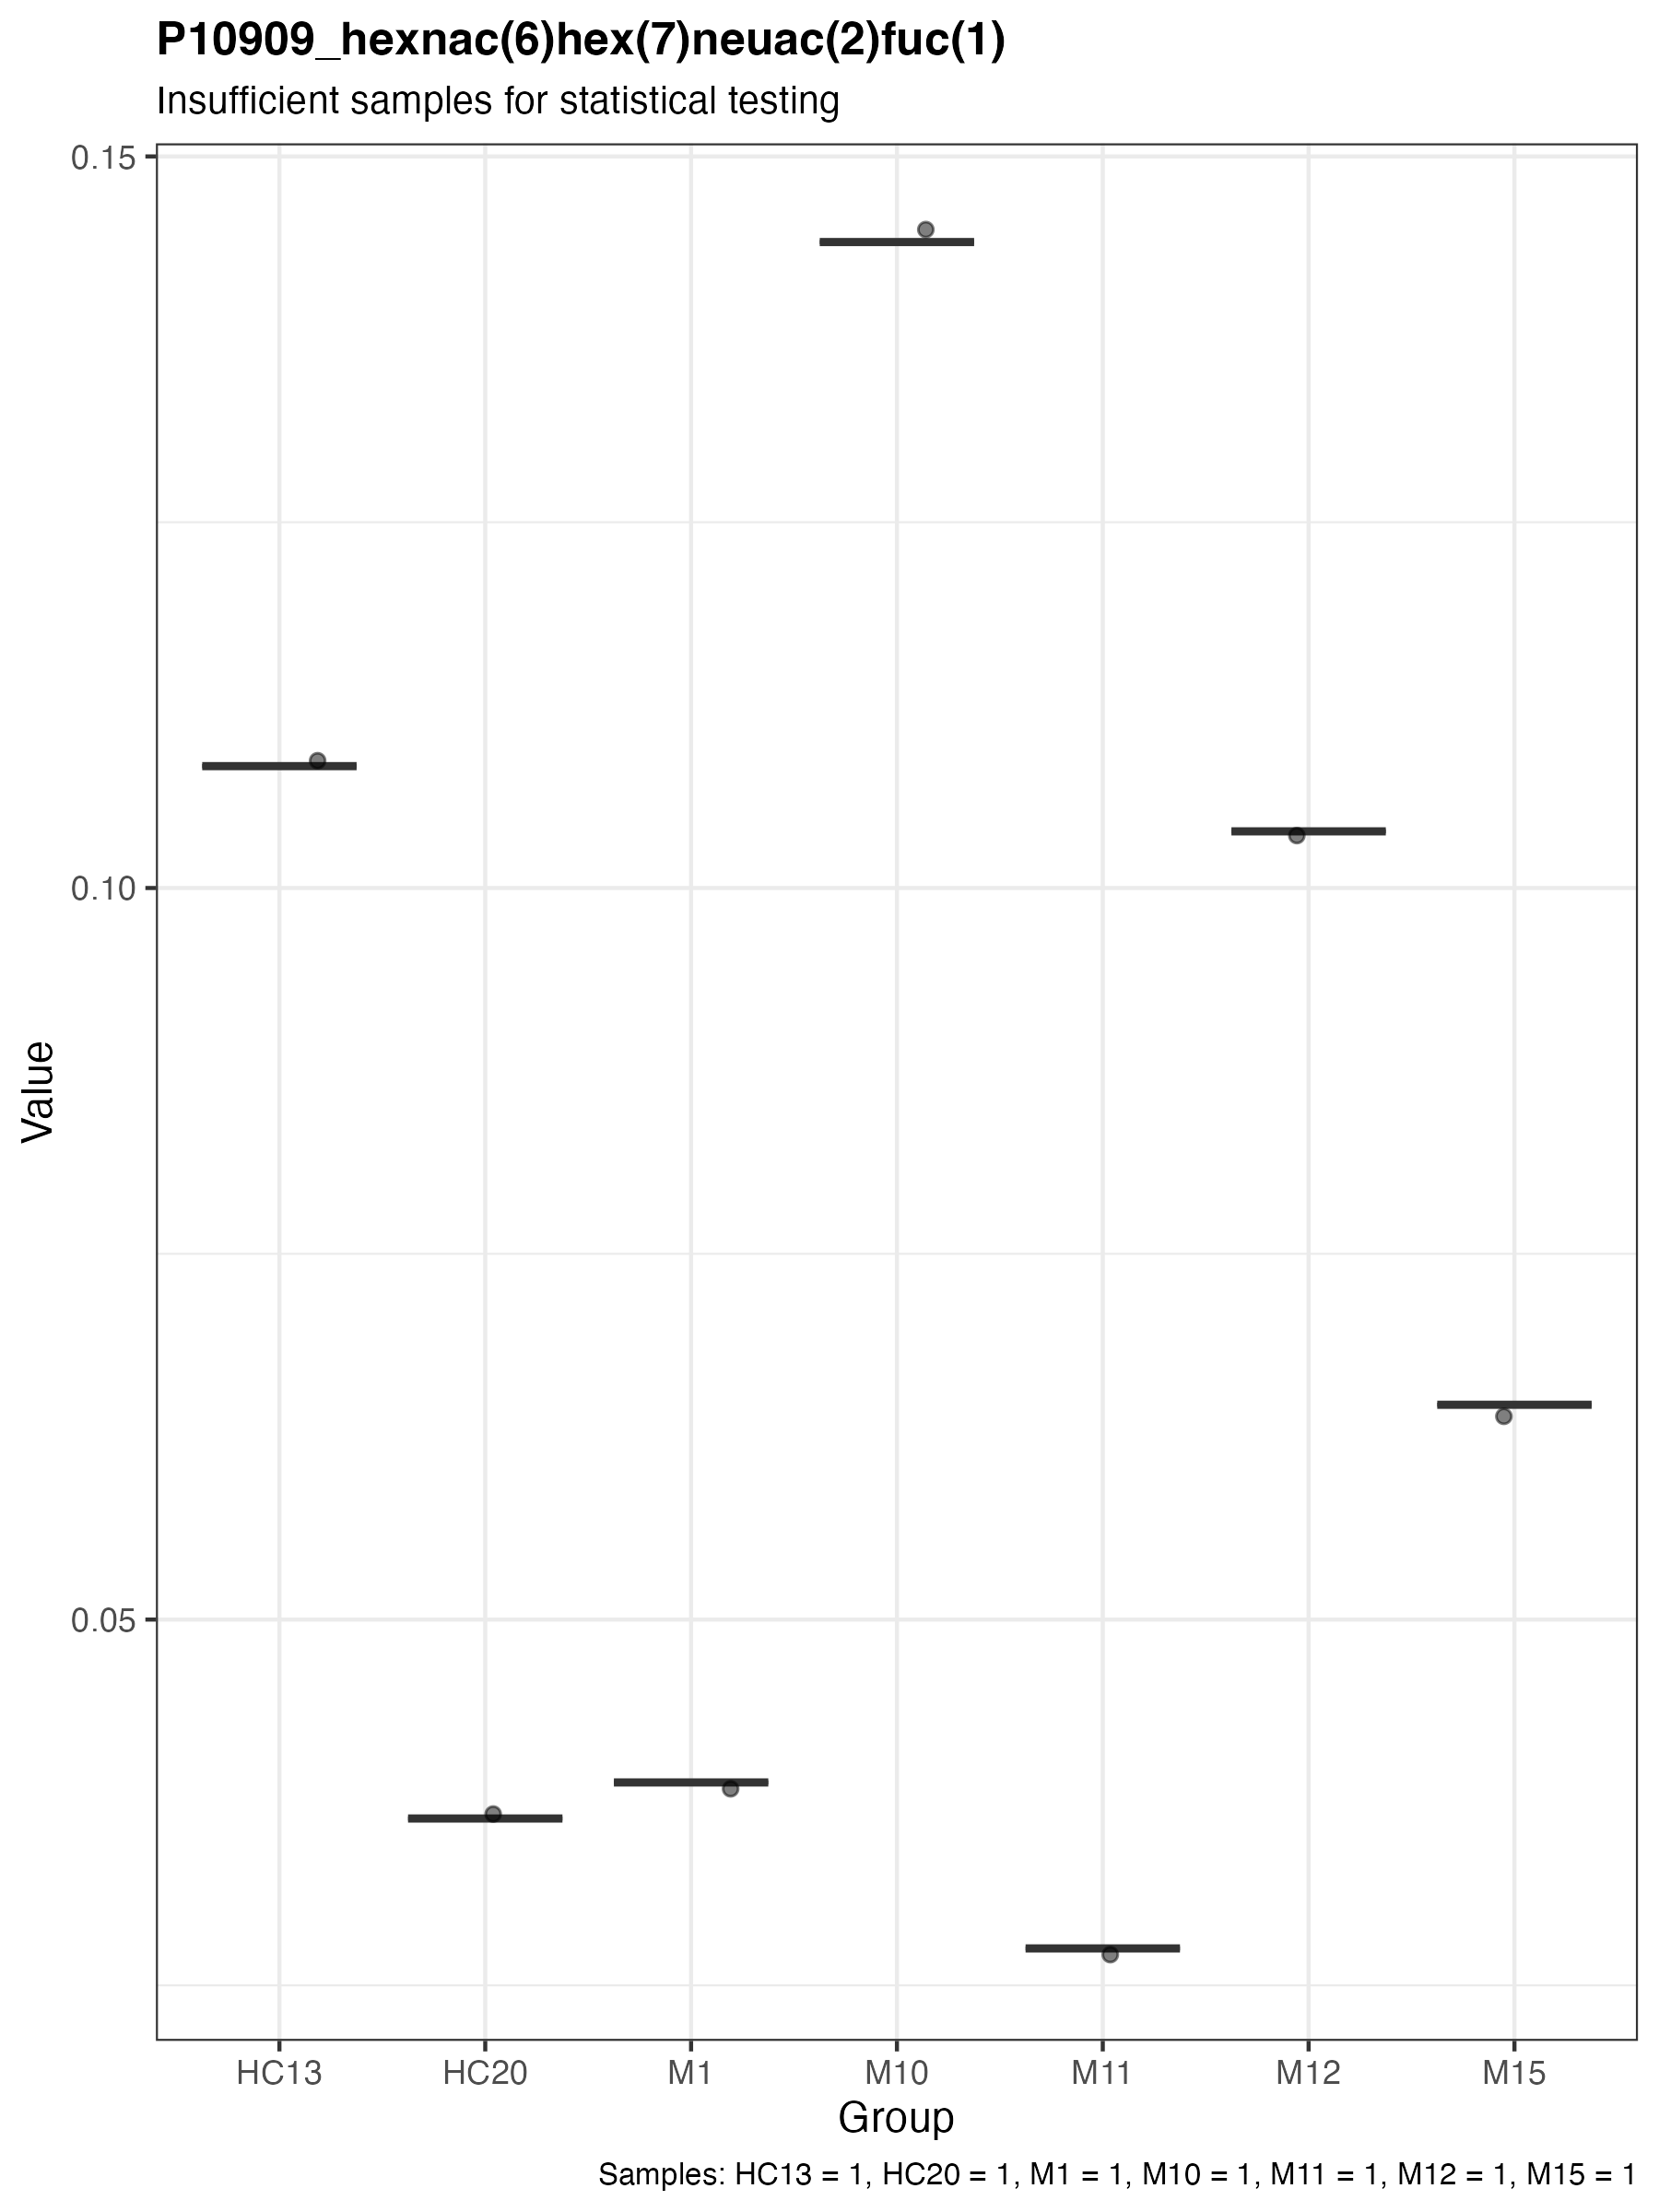 P10909_hexnac(6)hex(7)neuac(2)fuc(1)
Insufficient samples for statistical testing
0.15
0.10
0.05
Value
HC13 HC20 M1 M10 M11 M12 M15
Group
Samples: HC13 = 1, HC20 = 1, M1 = 1, M10 = 1, M11 = 1, M12 = 1, M15 = 1